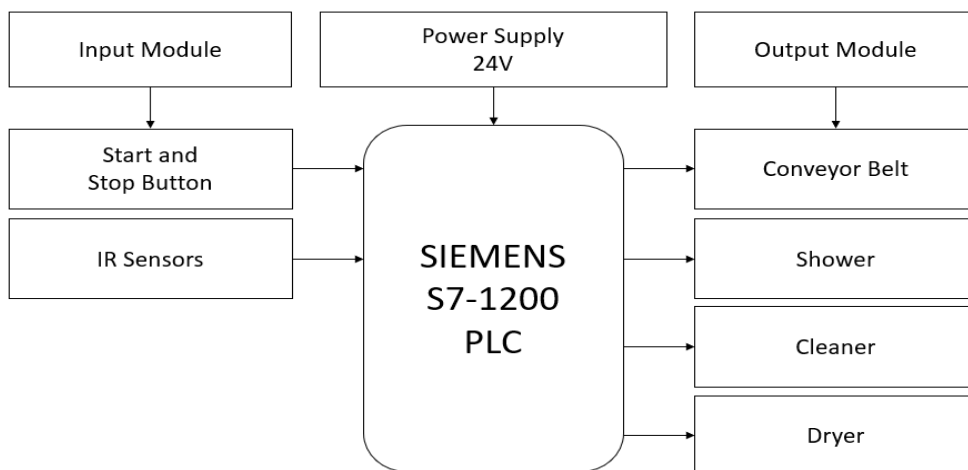 Input Module
Power Supply
24V
Output Module
Start and
Stop Button
Conveyor Belt
IR Sensors
SIEMENS
S7-1200
PLC
Shower
Cleaner
Dryer